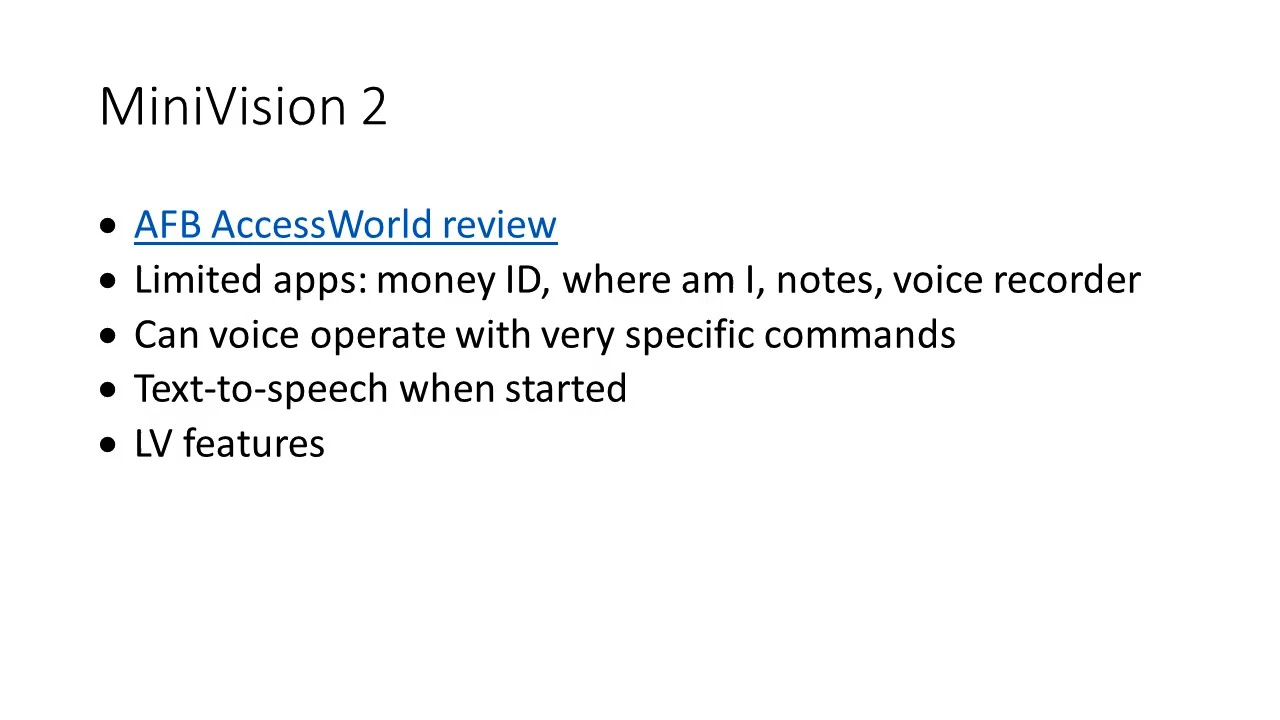 MiniVision 2
• AFB AccessWorld review
• Limited apps: money ID, where am I, notes, voice recorder
• Can voice operate with very specific commands
• Text-to-speech when started
• LV features